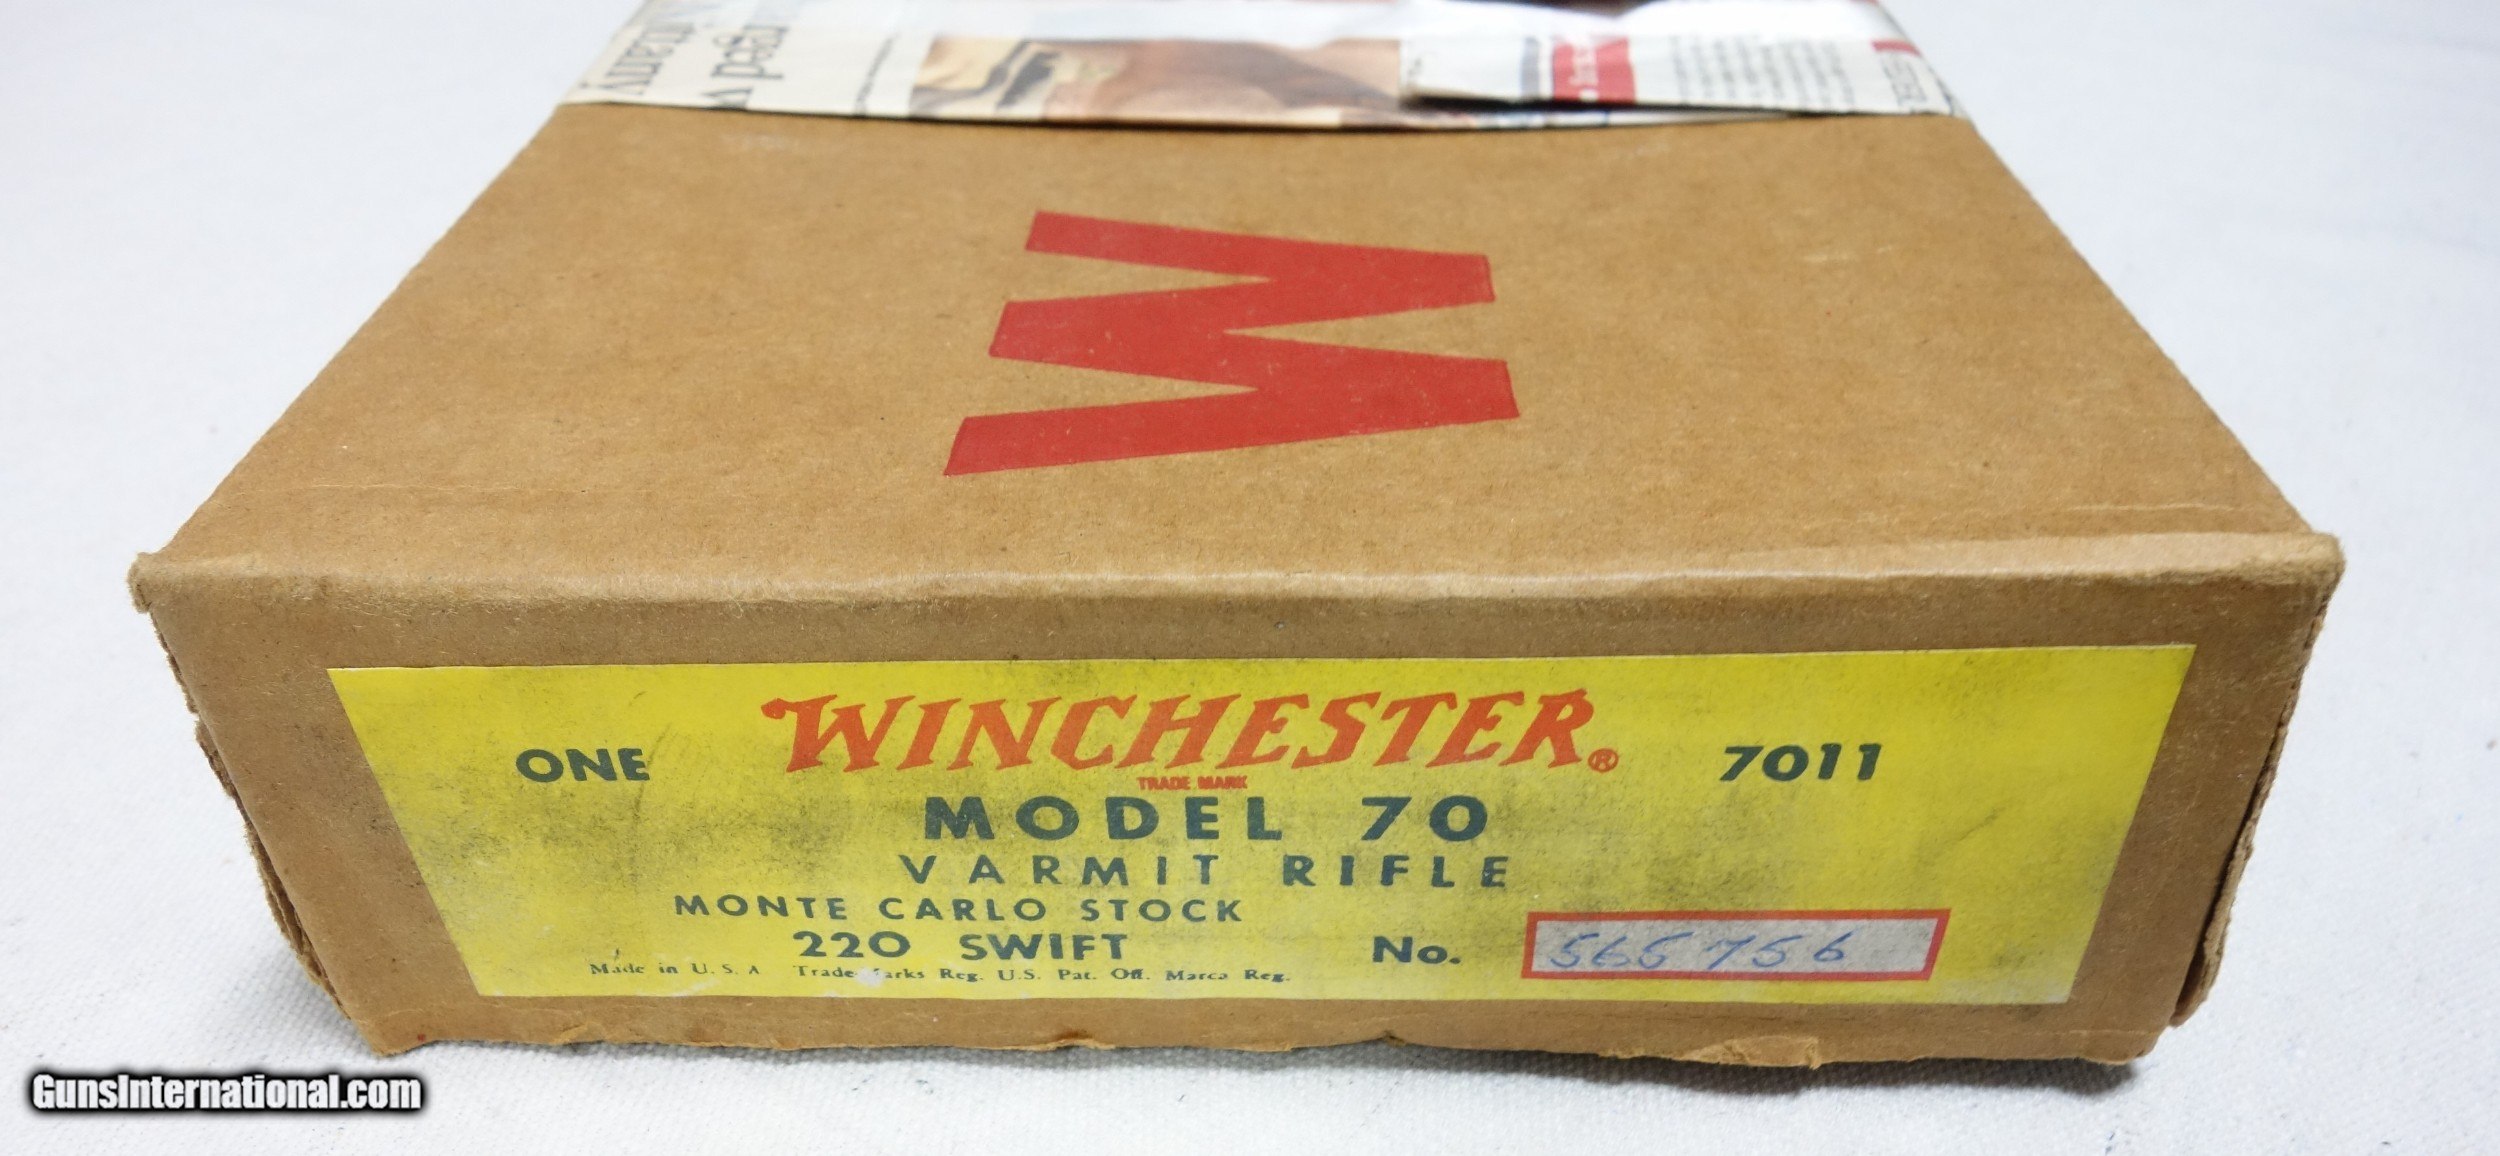 W
ONE WINCHESTER® 7011
TRADE MARK
MODEL 70
VARMIT RIFLE
MONTE CARLO STOCK
220 SWIFT No. 565756
Made in U.S.A Trade Marks Reg. U.S. Pat. Off. Marca Reg.
GunsInternational.com